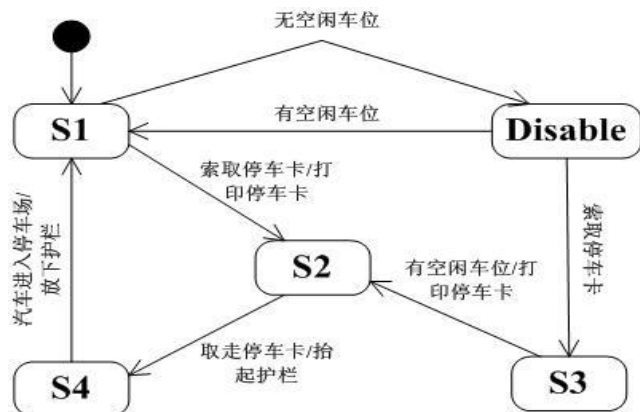 无空闲车位
S1
有空闲车位
Disable
索取停车卡/打
印停车卡
汽车进入停车场/
放下护栏
索取停车卡
S2
有空闲车位/打
印停车卡
取走停车卡/抬
起护栏
S4
S3